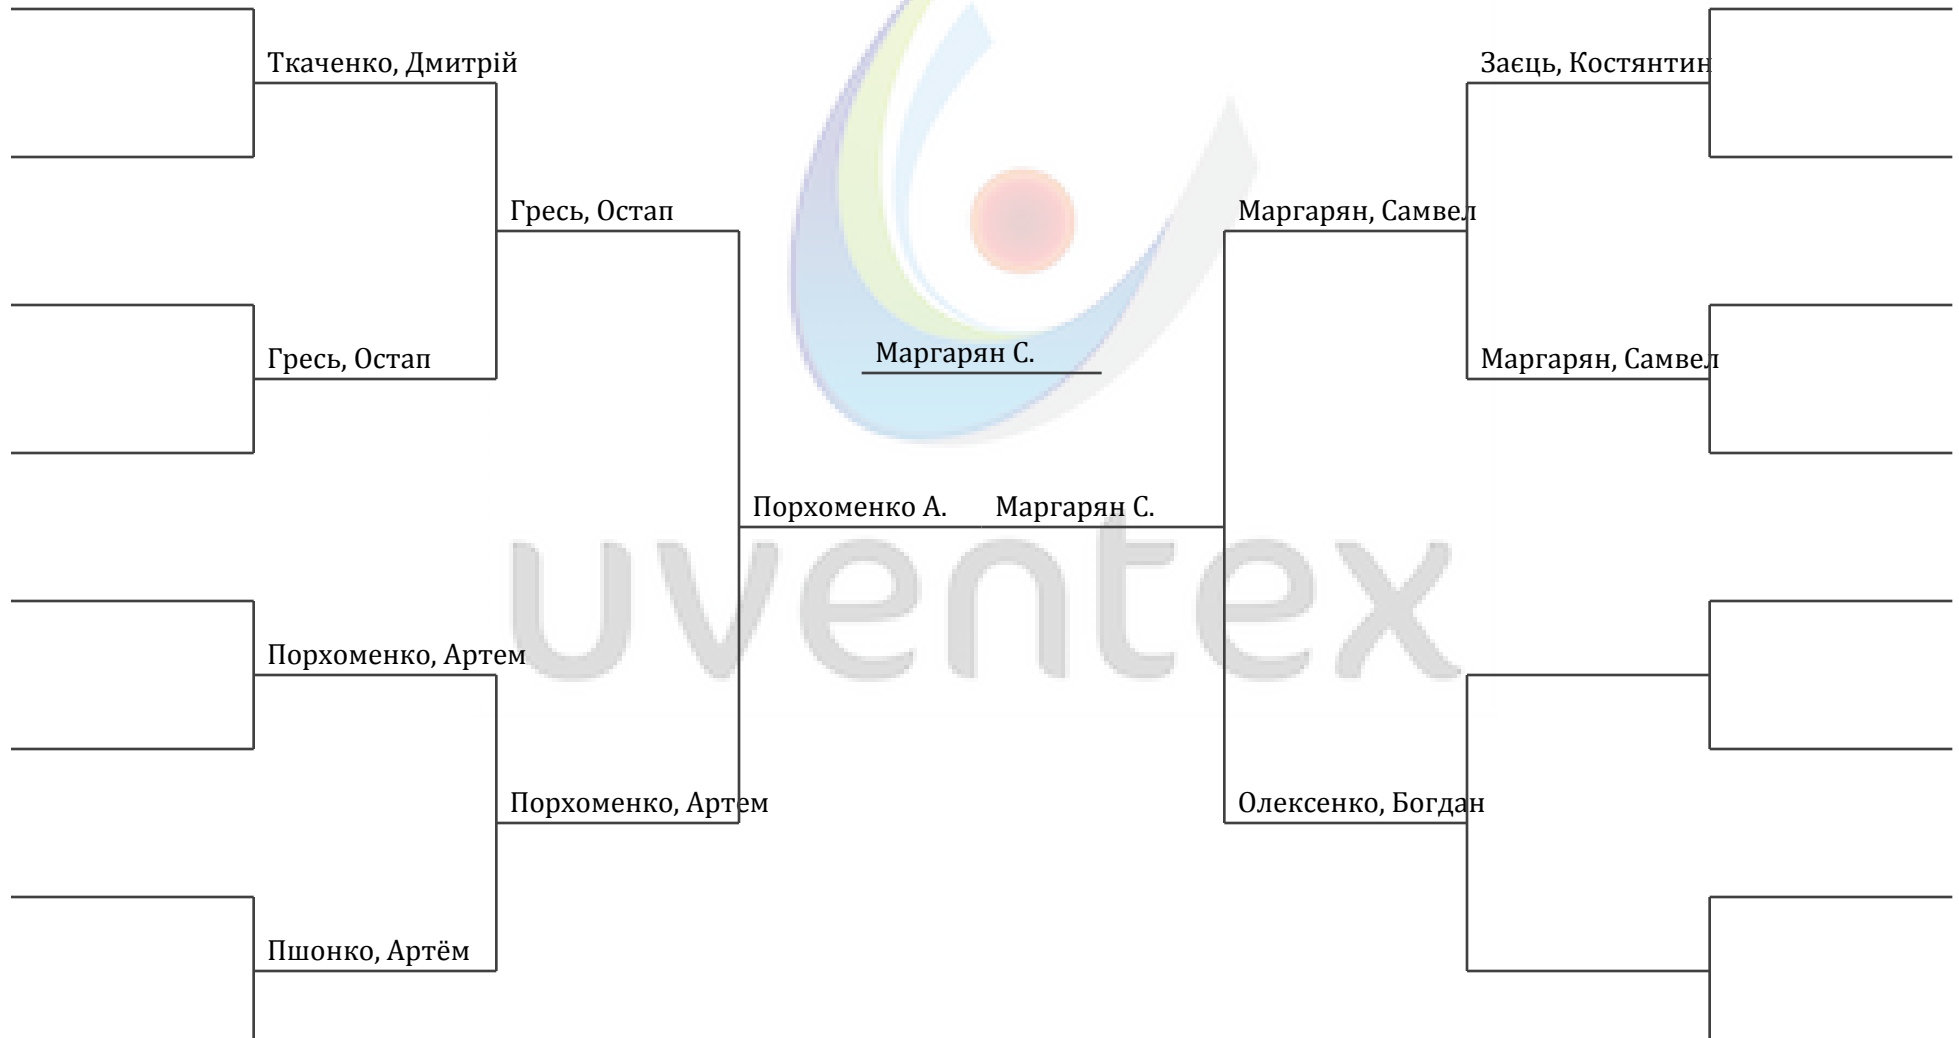 Ткаченко, Дмитрій
Заєць, Костянтин
Гресь, Остап
Маргарян, Самвел
Маргарян С.
Гресь, Остап
Маргарян, Самвел
Порхоменко А.
Маргарян С.
uventex
Порхоменко, Артем
Порхоменко, Артем
Олексенко, Богдан
Пшонко, Артём